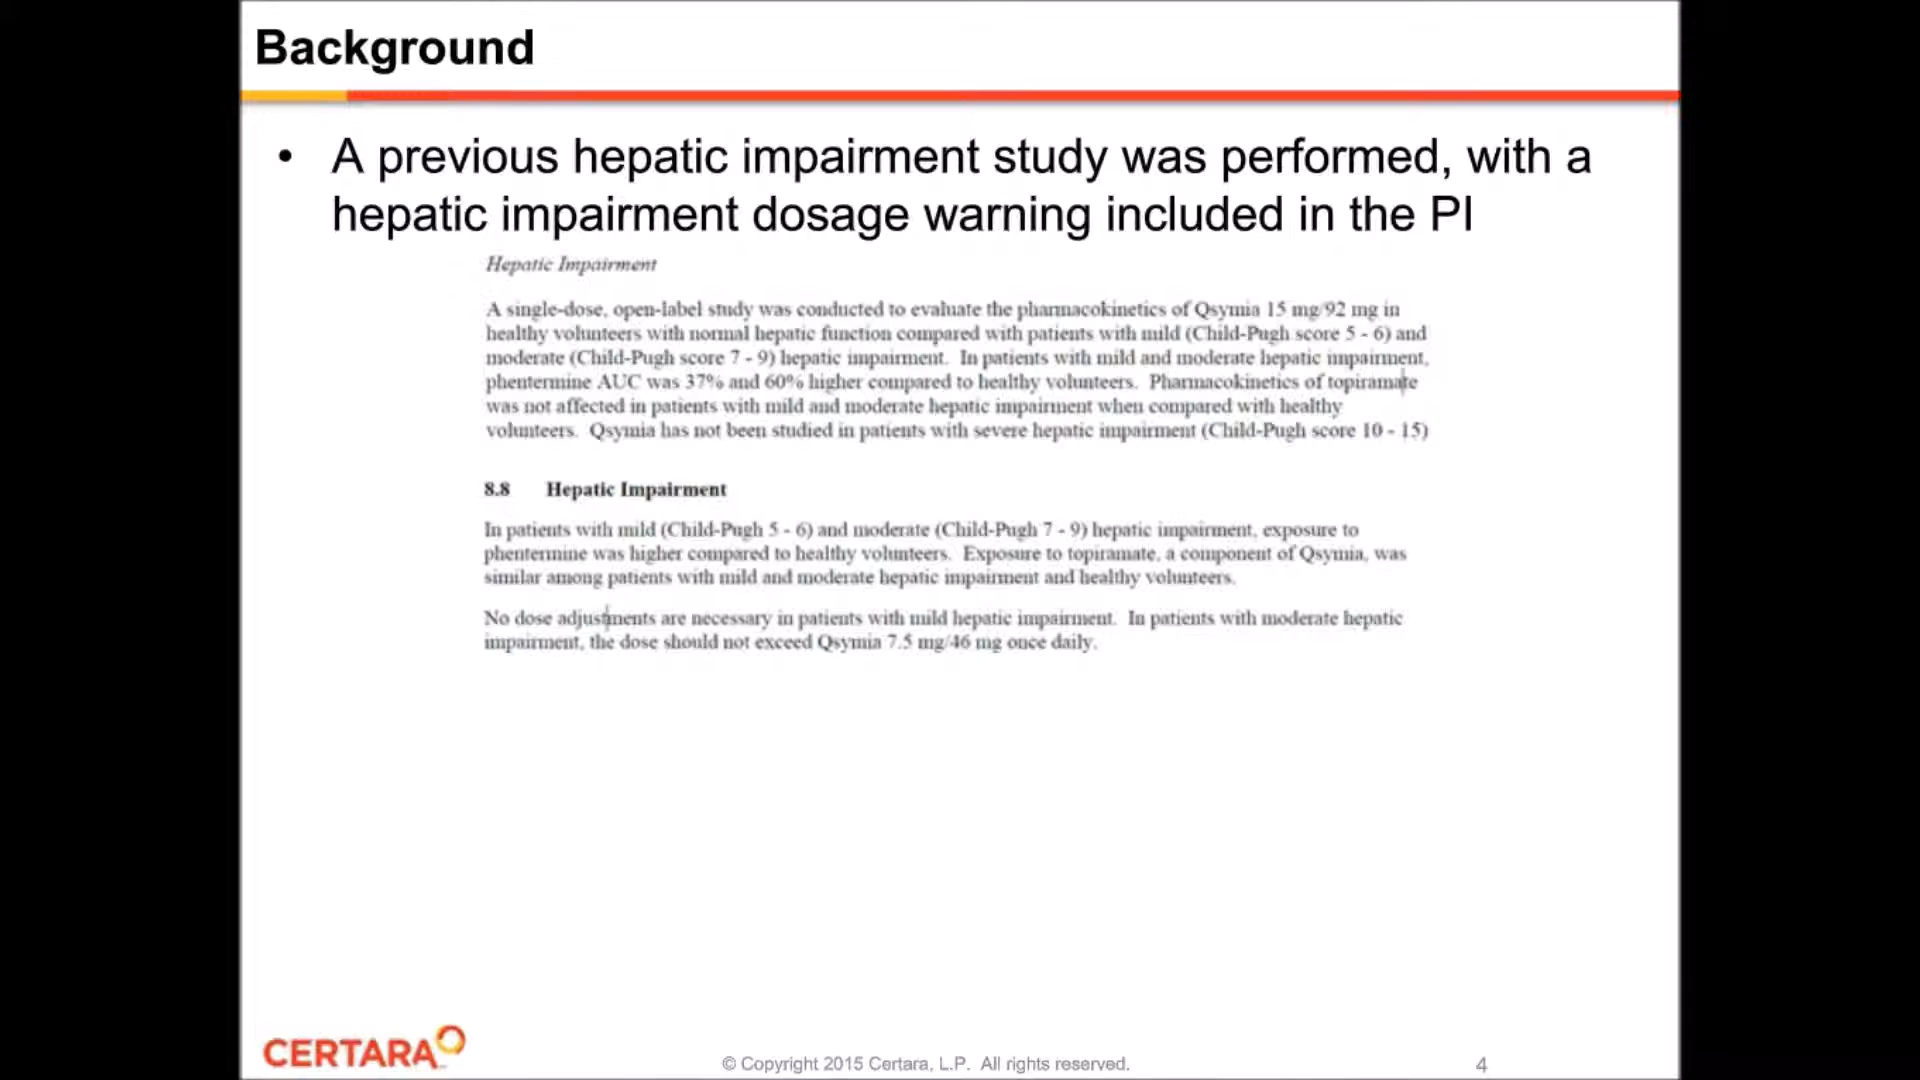 Background
• A previous hepatic impairment study was performed, with a
hepatic impairment dosage warning included in the PI
Hepatic Impairment
A single-dose, open-label study was conducted to evaluate the pharmacokinetics of Qsymia 15 mg/92 mg in
healthy volunteers with normal hepatic function compared with patients with mild (Child-Pugh score 5 - 6) and
moderate (Child-Pugh score 7 - 9) hepatic impairment. In patients with mild and moderate hepatic impairment,
phentermine AUC was 37% and 60% higher compared to healthy volunteers. Pharmacokinetics of topiramate
was not affected in patients with mild and moderate hepatic impairment when compared with healthy
volunteers. Qsymia has not been studied in patients with severe hepatic impairment (Child-Pugh score 10 - 15)
8.8 Hepatic Impairment
In patients with mild (Child-Pugh 5 - 6) and moderate (Child-Pugh 7 - 9) hepatic impairment, exposure to
phentermine was higher compared to healthy volunteers. Exposure to topiramate, a component of Qsymia, was
similar among patients with mild and moderate hepatic impairment and healthy volunteers.
No dose adjustments are necessary in patients with mild hepatic impairment. In patients with moderate hepatic
impairment, the dose should not exceed Qsymia 7.5 mg/46 mg once daily.
CERTARA
© Copyright 2015 Certara, L.P. All rights reserved.
4